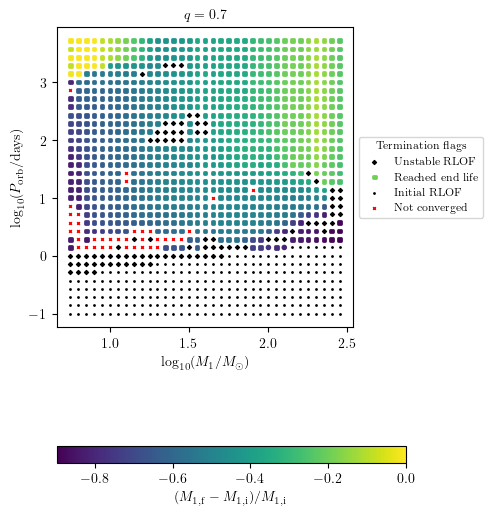 q = 0.7
log₁₀(P_orb/days)
3
2
1
0
−1
1.0 1.5 2.0 2.5
log₁₀(M₁/M☉)
Termination flags
Unstable RLOF
Reached end life
Initial RLOF
Not converged
−0.8 −0.6 −0.4 −0.2 0.0
(M₁,f − M₁,i)/M₁,i